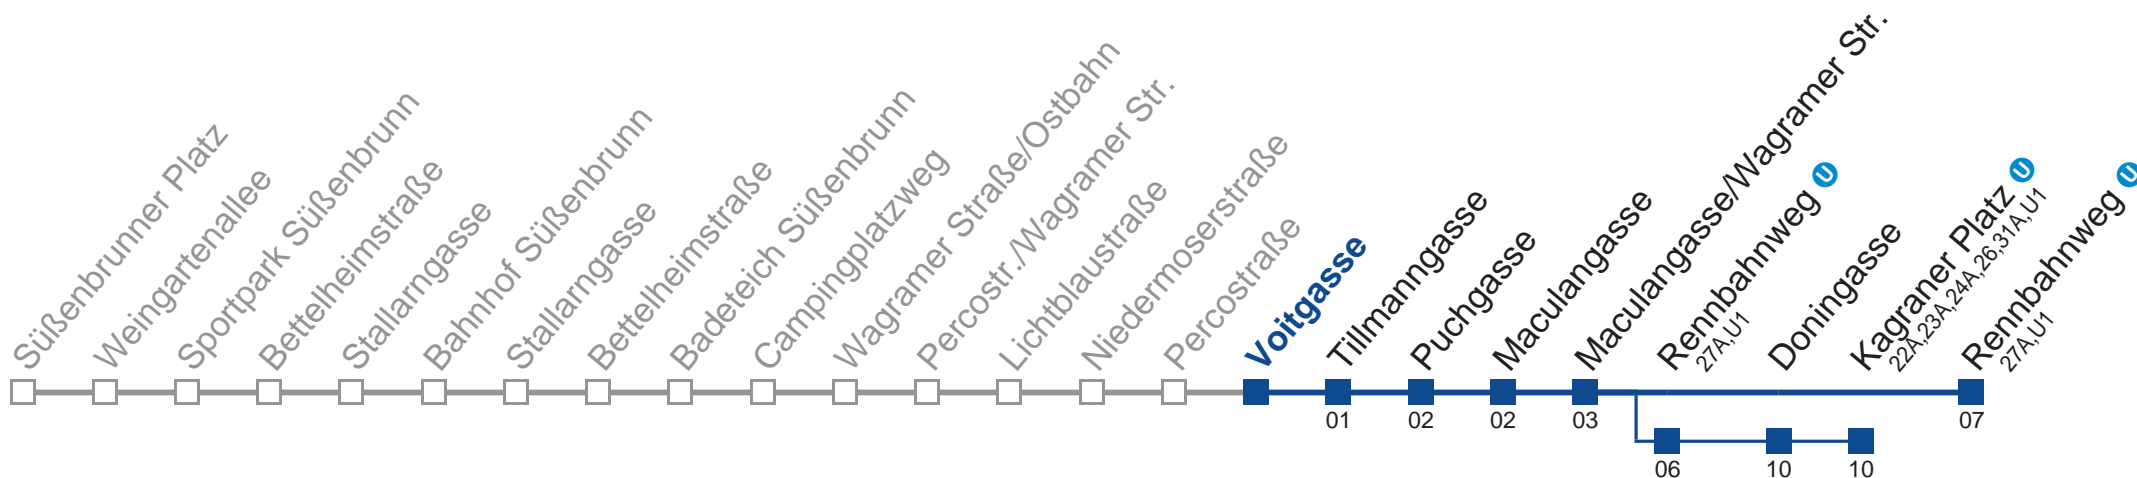 Süßenbrunner Platz
Weingartenallee
Sportpark Süßenbrunn
Bettelheimstraße
Stallarngasse
Bahnhof Süßenbrunn
Stallarngasse
Bettelheimstraße
Badeteich Süßenbrunn
Campingplatzweg
Wagramer Straße/Ostbahn
Percostr./Wagramer Str.
Lichtblaustraße
Niedermoserstraße
Percostraße
Voitgasse
Tillmanngasse
Puchgasse
Maculangasse
Maculangasse/Wagramer Str.
Rennbahnweg U
27A,U1
Doningasse
Kagraner Platz U
22A,23A,24A,26,31A,U1
Rennbahnweg U
27A,U1
01 02 02 03 07
06 10 10